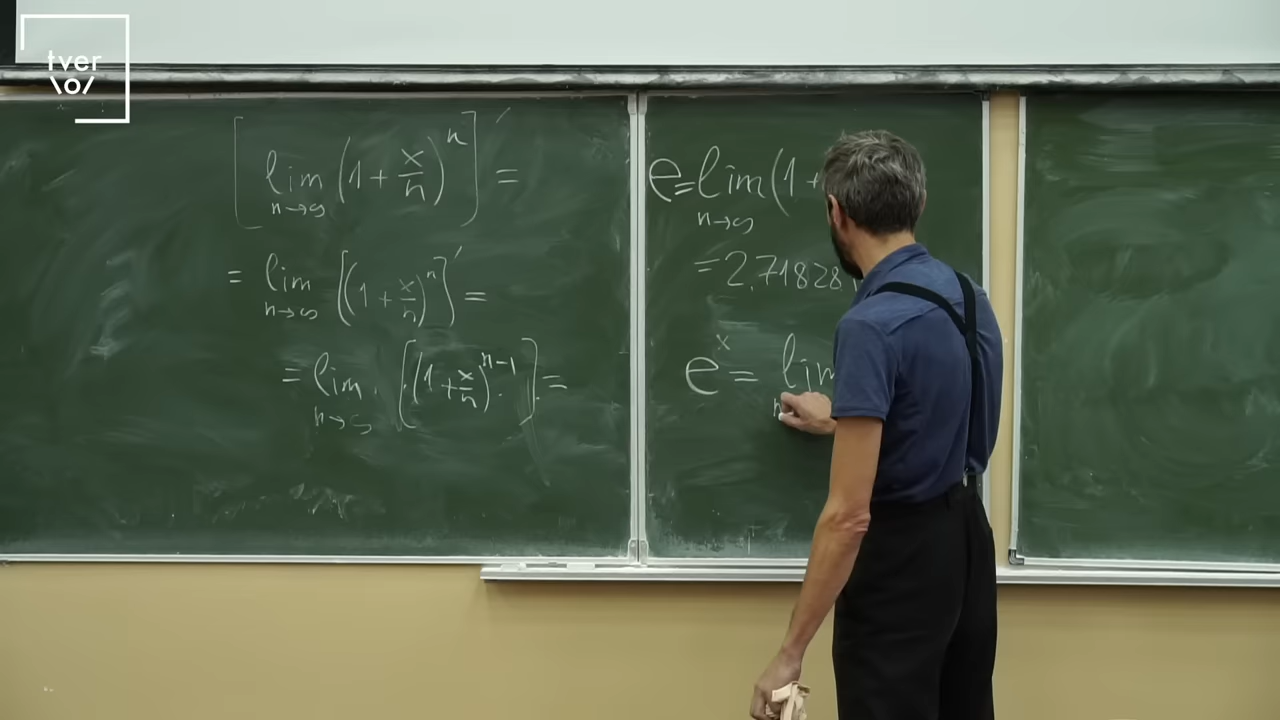 tver
\o/
[lim n→∞ (1 + x/n)^n]′ =
= lim n→∞ [(1 + x/n)^n]′ =
= lim n→∞ [(1 + x/n)^n-1 · ] =
e = lim n→∞ (1 +
= 2,71828
e^x = lim n